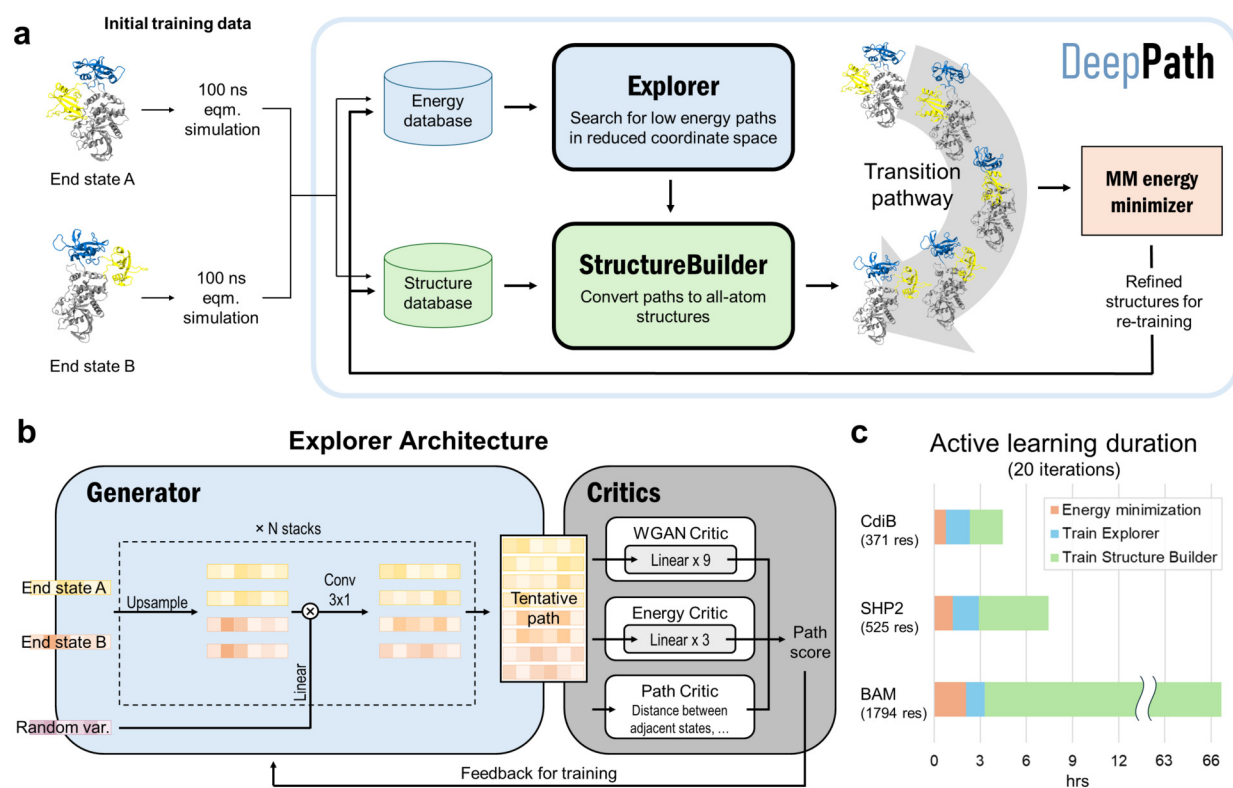 a
Initial training data
End state A
100 ns
eqm.
simulation
End state B
100 ns
eqm.
simulation
DeepPath
Energy
database
Explorer
Search for low energy paths
in reduced coordinate space
Structure
database
StructureBuilder
Convert paths to all-atom
structures
Transition
pathway
MM energy
minimizer
Refined
structures for
re-training
b
Explorer Architecture
Generator
× N stacks
End state A
End state B
Random var.
Upsample
Conv
3x1
Linear
Tentative
path
Critics
WGAN Critic
Linear x 9
Energy Critic
Linear x 3
Path Critic
Distance between
adjacent states, ...
Path
score
Feedback for training
c
Active learning duration
(20 iterations)
Energy minimization
Train Explorer
Train Structure Builder
CdiB
(371 res)
SHP2
(525 res)
BAM
(1794 res)
0 3 6 9 12 63 66
hrs